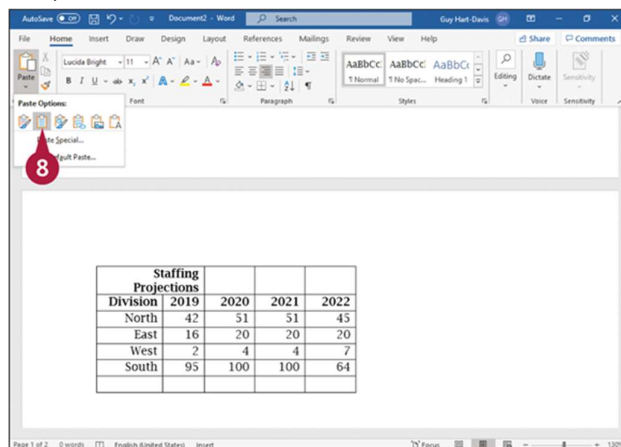 AutoSave Off Document2 - Word Search Guy Hart-Davis GH
File Home Insert Draw Design Layout References Mailings Review View Help Share Comments
Paste Lucida Bright 11 A^ A˅ Aa A AaBbCc AaBbCc AaBbCc Editing Dictate Sensitivity
B I U ab x₂ x² A A ¶ Normal ¶ No Spac... Heading 1
Font Paragraph Styles Voice Sensitivity
Paste Options:
Special...
Paste...
8
Staffing
Projections
Division 2019 2020 2021 2022
North 42 51 51 45
East 16 20 20 20
West 2 4 4 7
South 95 100 100 64
Page 1 of 2 0 words English (United States) Insert Focus 130%